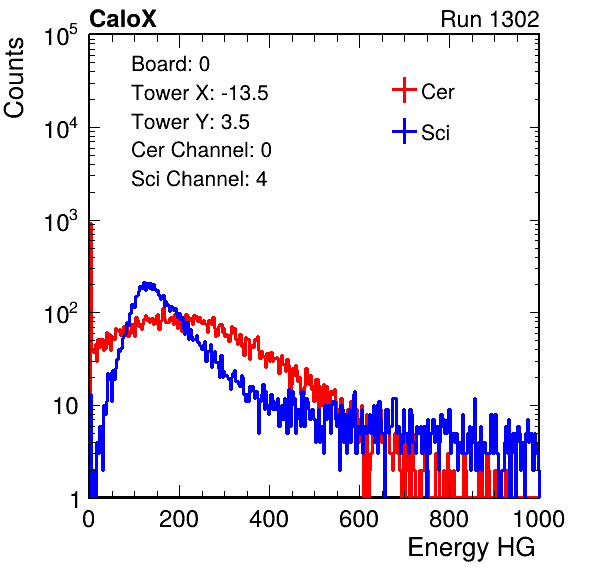 CaloX Run 1302
Counts
10^5
10^4
10^3
10^2
10
1
Board: 0
Tower X: -13.5
Tower Y: 3.5
Cer Channel: 0
Sci Channel: 4
Cer
Sci
0 200 400 600 800 1000
Energy HG